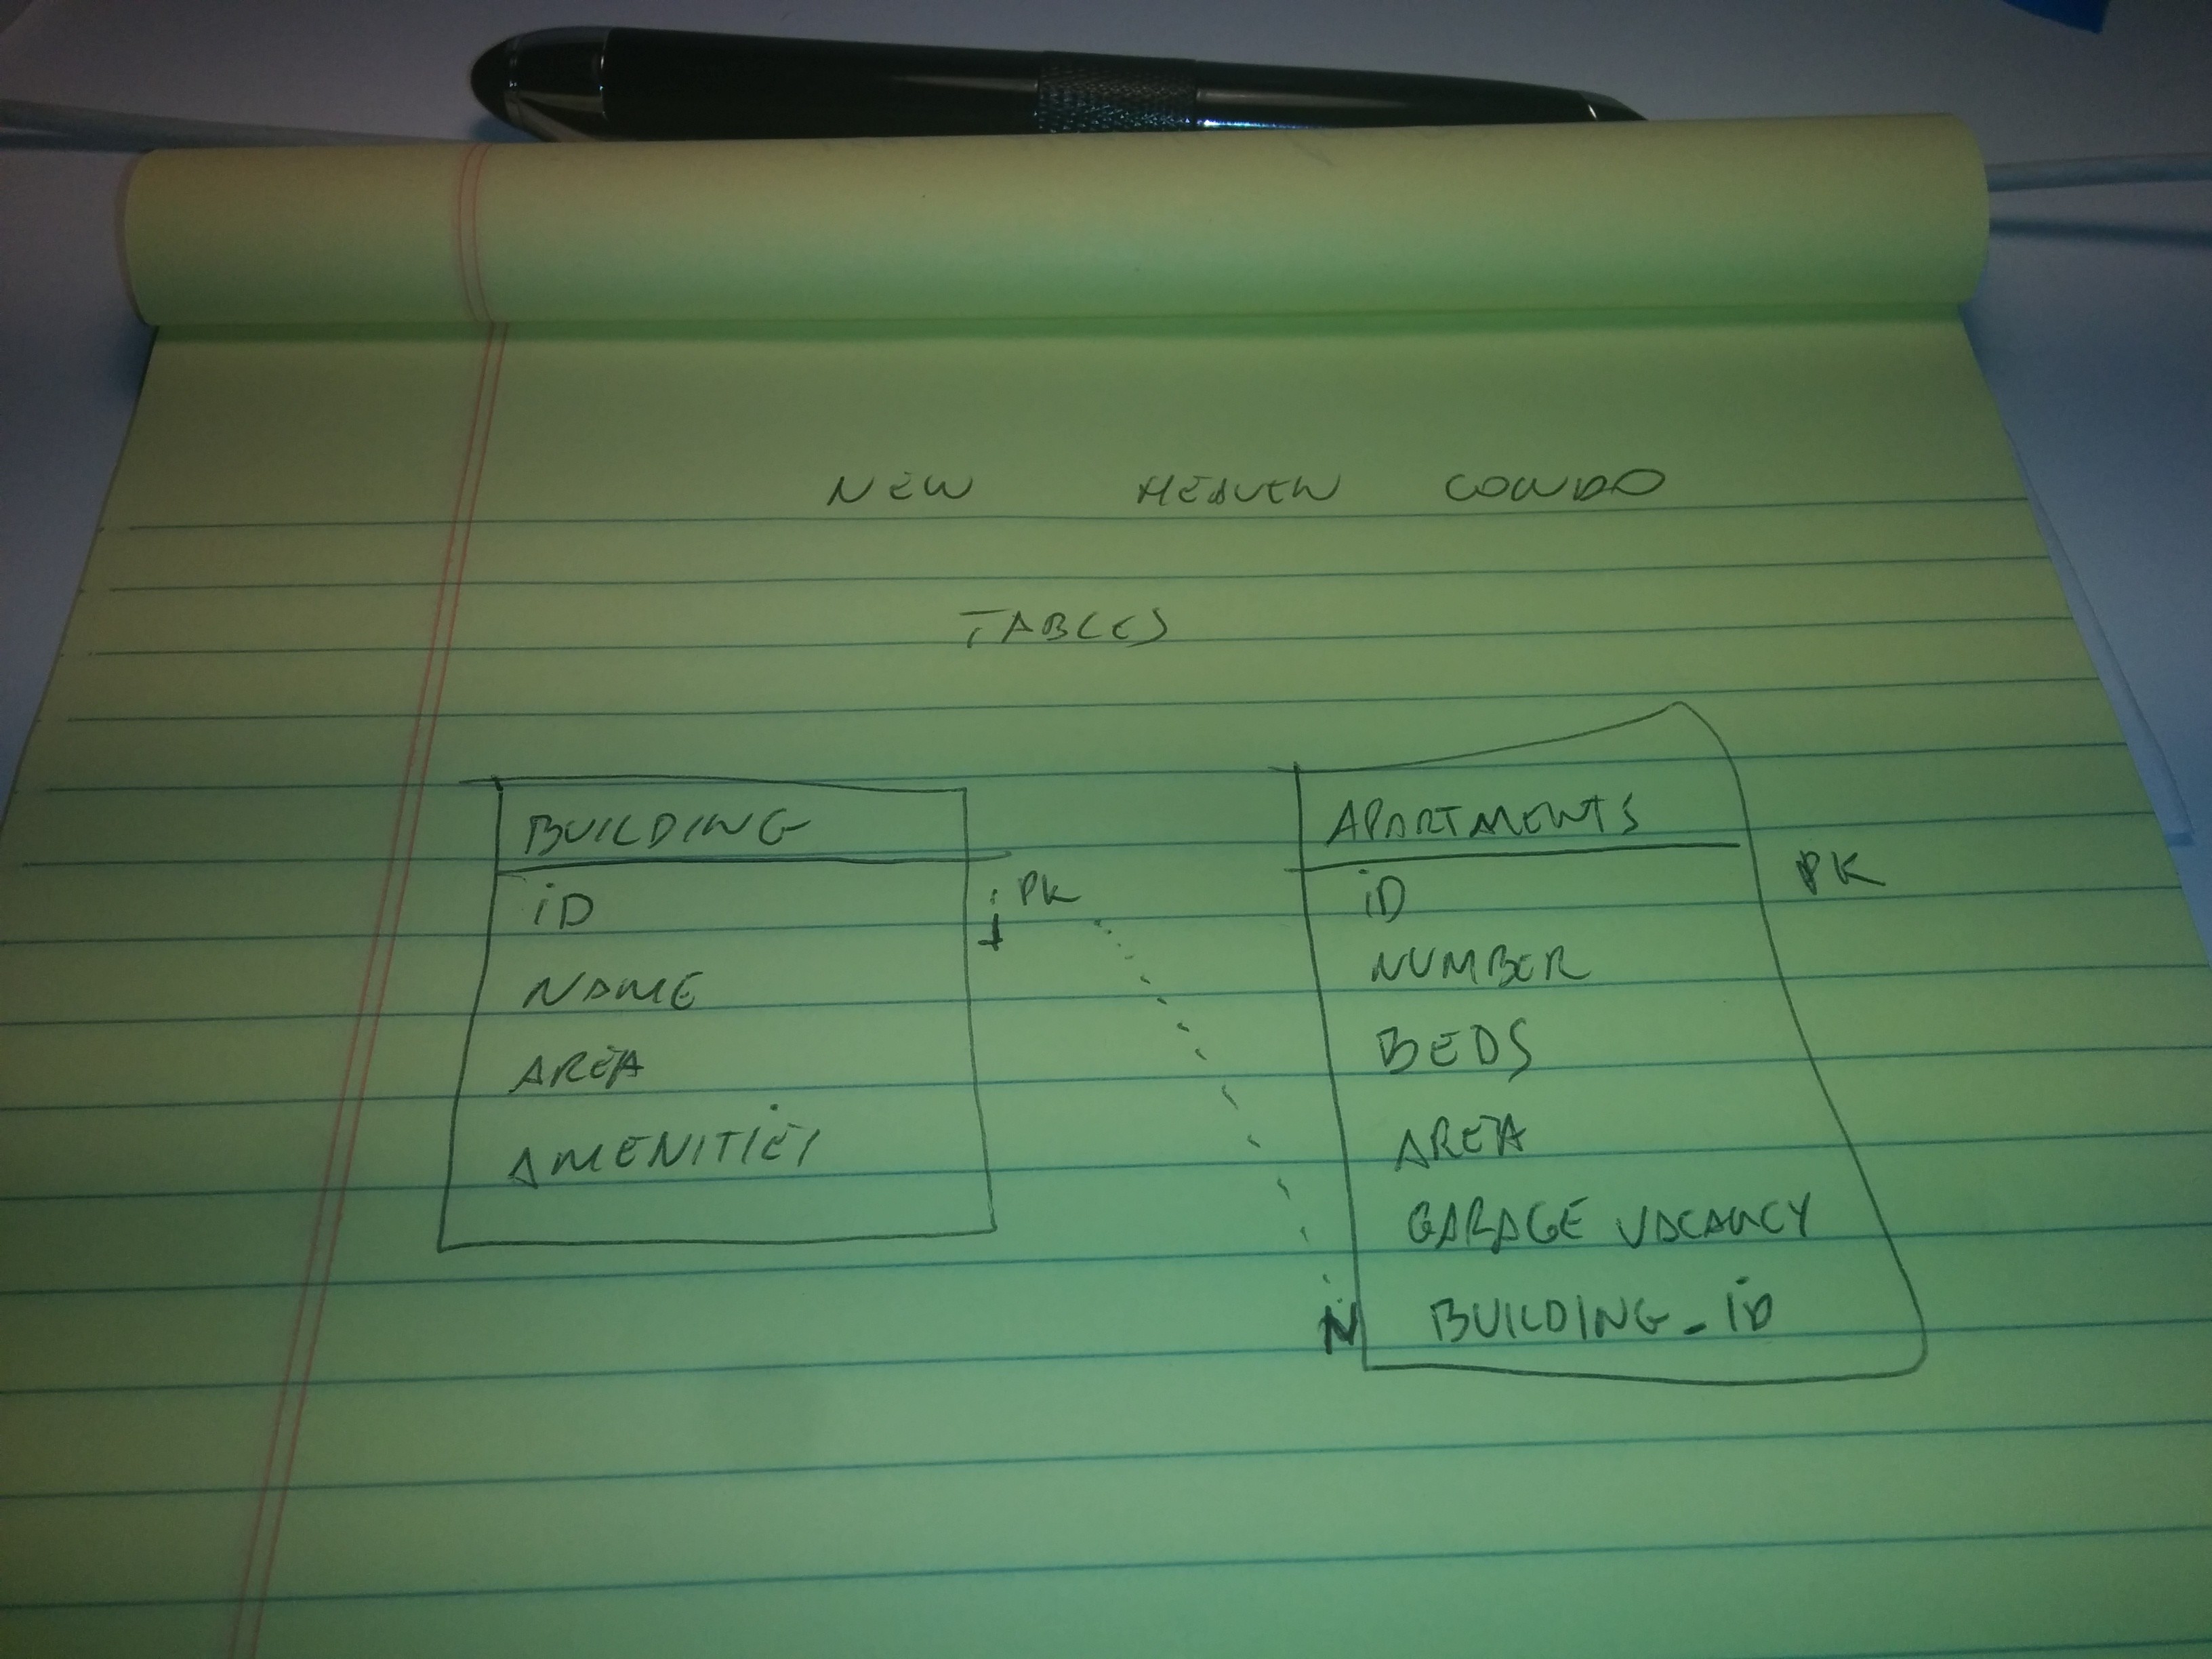 NEW HEAVEN CONDO
TABLES
BUILDING
iD PK
1
NAME
AREA
AMENITIES
APARTMENTS
iD PK
NUMBER
BEDS
AREA
GARAGE VACANCY
N BUILDING_iD